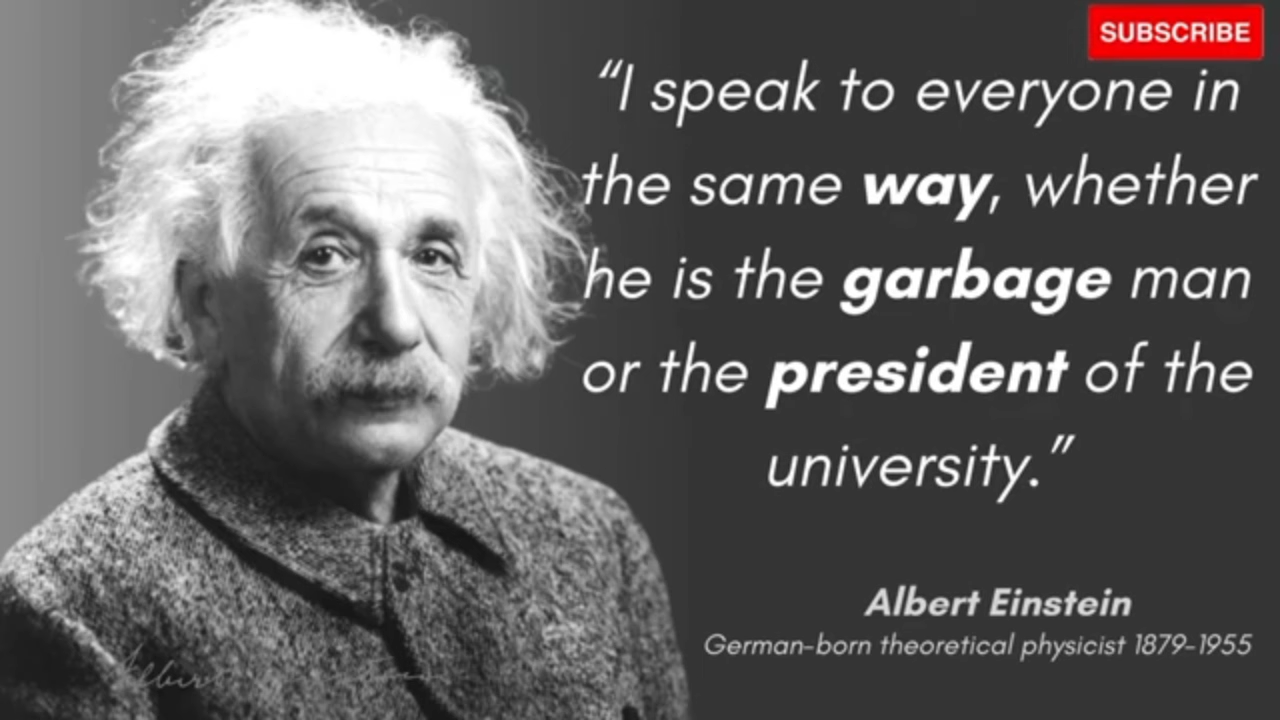 SUBSCRIBE
“I speak to everyone in
the same way, whether
he is the garbage man
or the president of the
university.”
Albert Einstein
German-born theoretical physicist 1879-1955